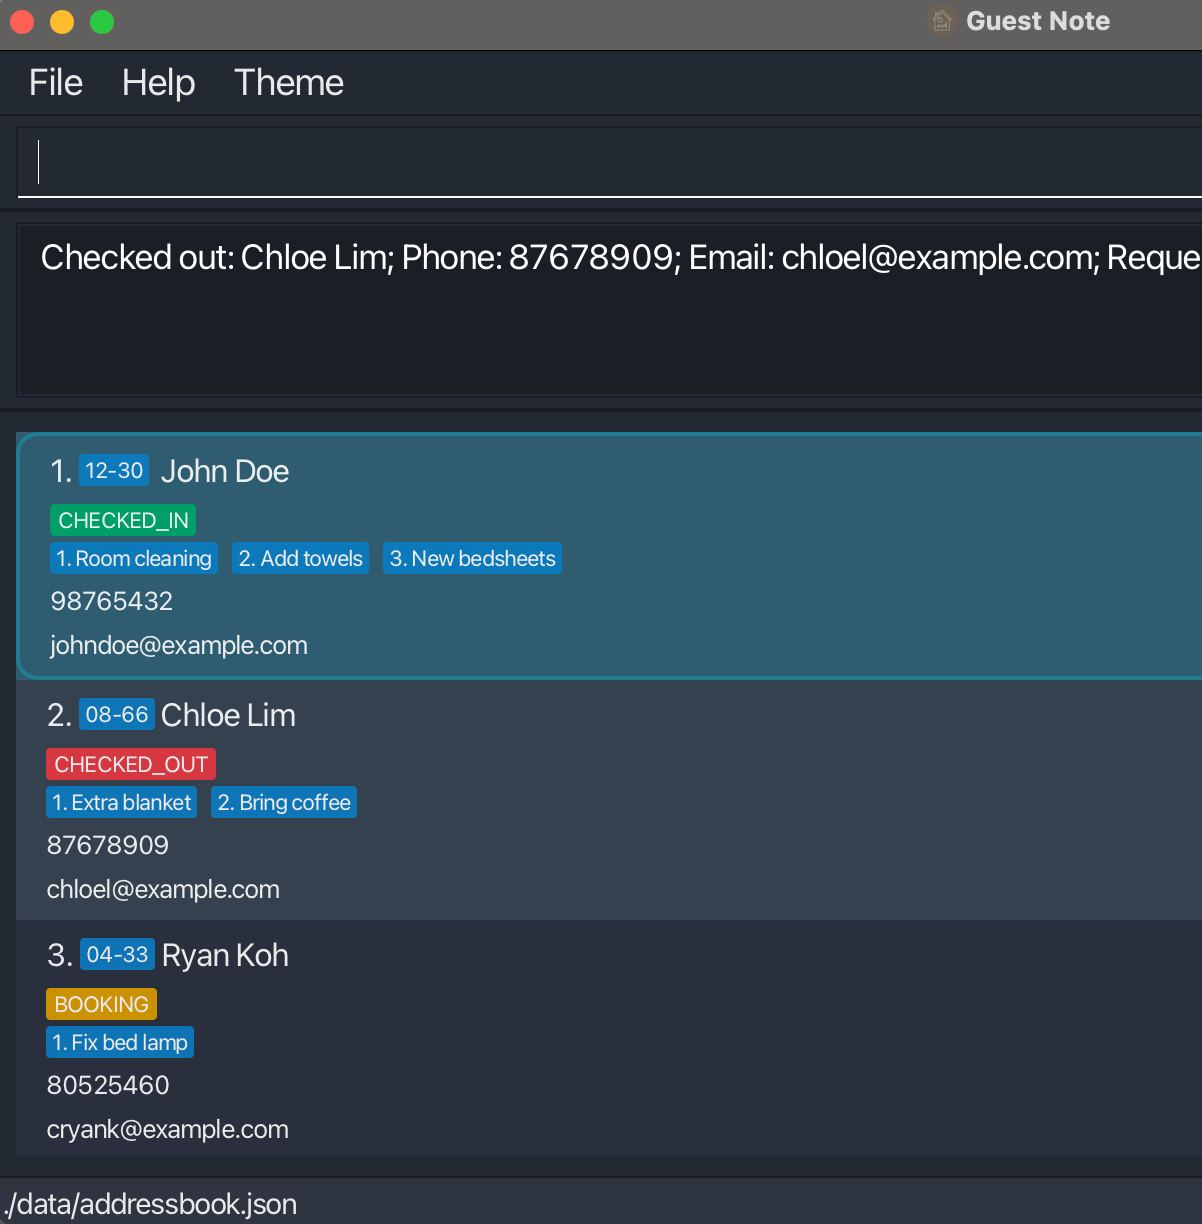 Guest Note
File Help Theme
Checked out: Chloe Lim; Phone: 87678909; Email: chloel@example.com; Reque
1. 12-30 John Doe
CHECKED_IN
1. Room cleaning 2. Add towels 3. New bedsheets
98765432
johndoe@example.com
2. 08-66 Chloe Lim
CHECKED_OUT
1. Extra blanket 2. Bring coffee
87678909
chloel@example.com
3. 04-33 Ryan Koh
BOOKING
1. Fix bed lamp
80525460
cryank@example.com
./data/addressbook.json